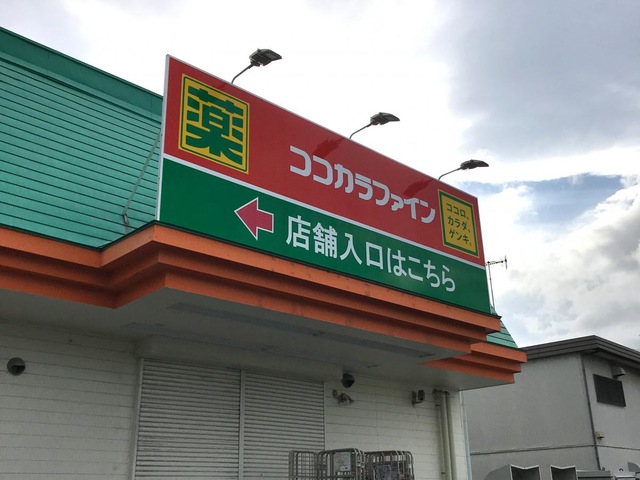 薬
ココカラファイン
ココロ、
カラダ、
ゲンキ。
店舗入口はこちら